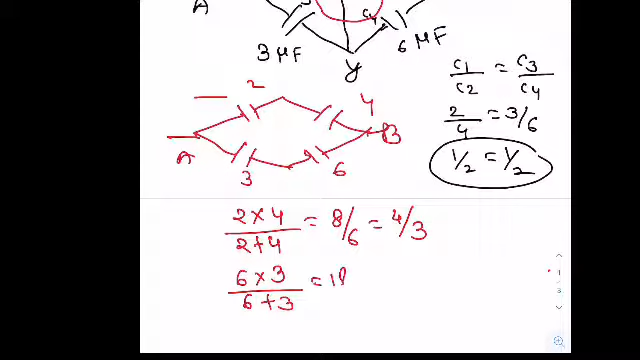 A
C4
3 μF
6 μF
y
C1/C2 = C3/C4
2/4 = 3/6
1/2 = 1/2
2
4
A
B
3
6
2 × 4 / 2+4 = 8/6 = 4/3
6 × 3 / 6 + 3 = 18